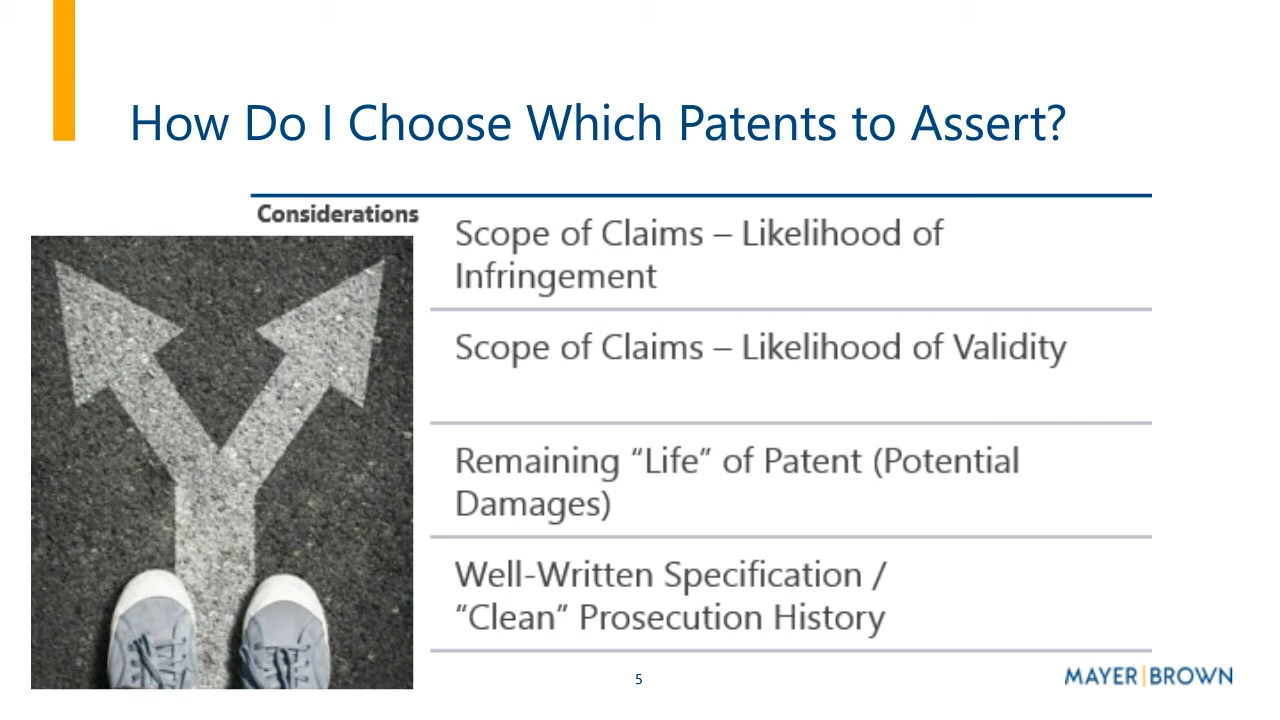 How Do I Choose Which Patents to Assert?
Considerations
Scope of Claims – Likelihood of
Infringement
Scope of Claims – Likelihood of Validity
Remaining “Life” of Patent (Potential
Damages)
Well-Written Specification /
“Clean” Prosecution History
5
MAYER|BROWN